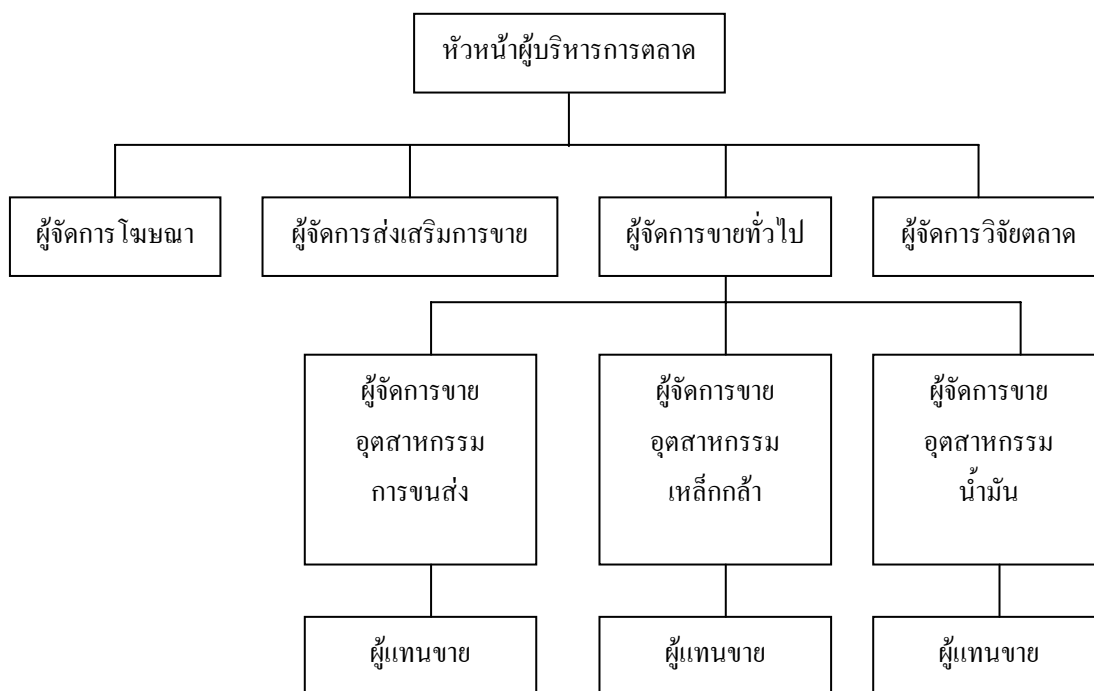 หัวหน้าผู้บริหารการตลาด
ผู้จัดการโฆษณา
ผู้จัดการส่งเสริมการขาย
ผู้จัดการขายทั่วไป
ผู้จัดการวิจัยตลาด
ผู้จัดการขาย
อุตสาหกรรม
การขนส่ง
ผู้จัดการขาย
อุตสาหกรรม
เหล็กกล้า
ผู้จัดการขาย
อุตสาหกรรม
น้ำมัน
ผู้แทนขาย
ผู้แทนขาย
ผู้แทนขาย